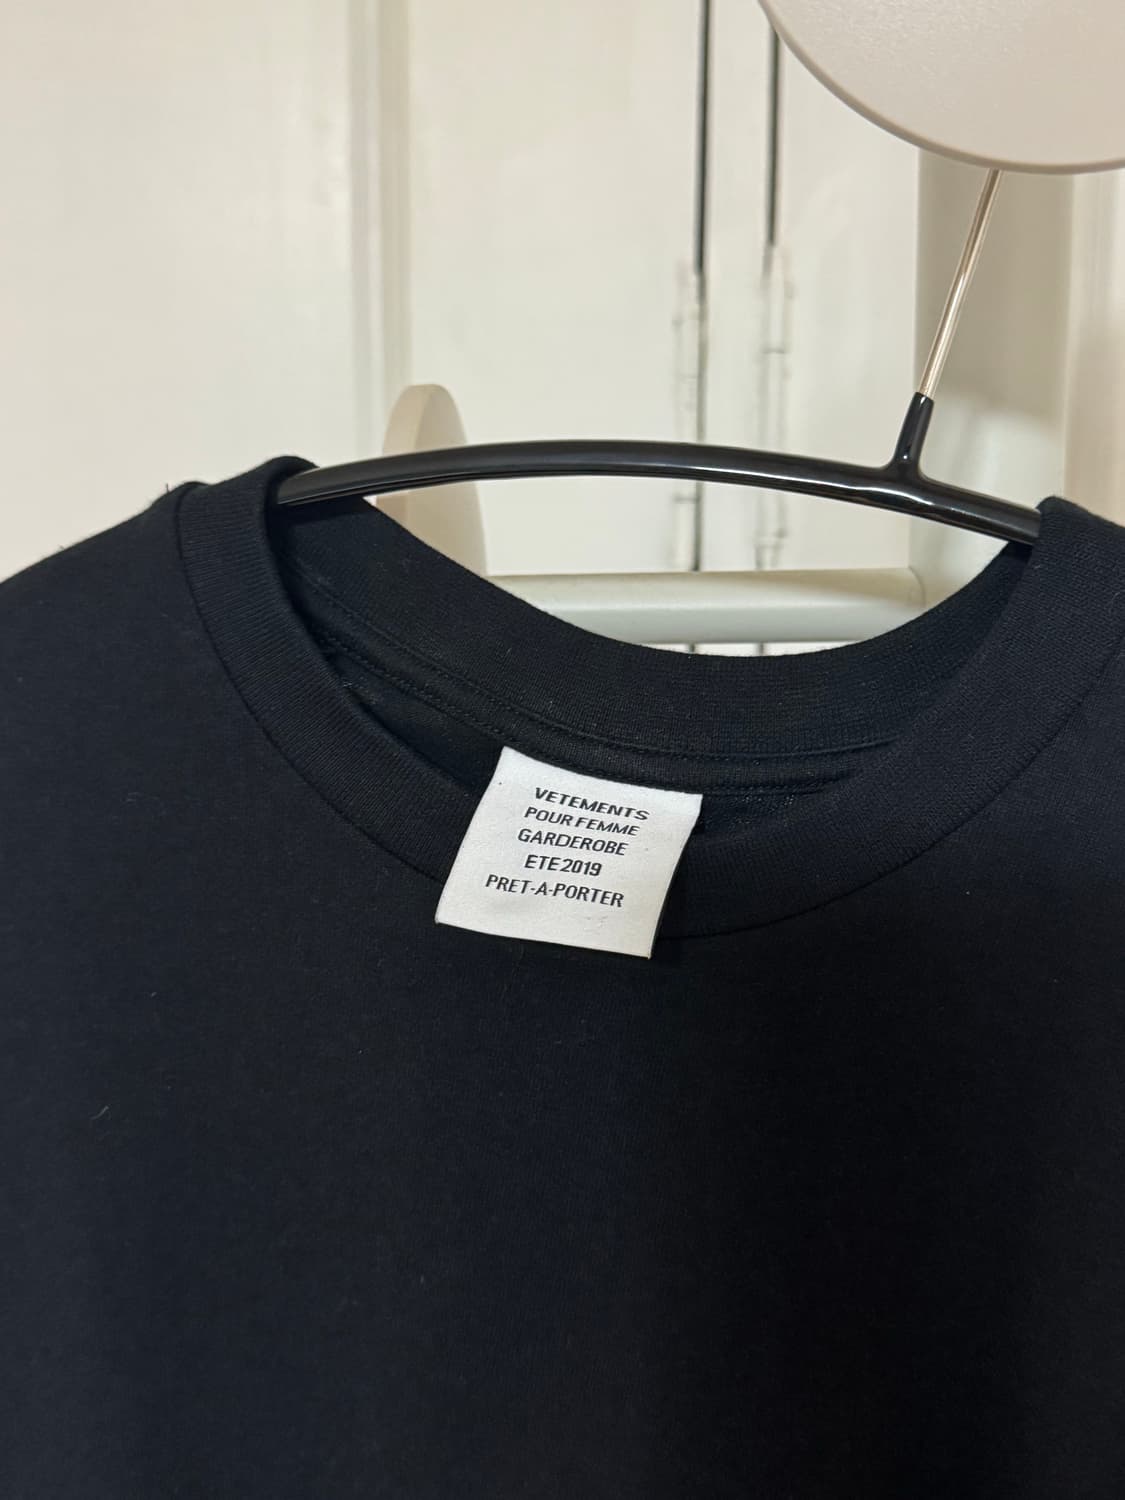 VETEMENTS
POUR FEMME
GARDEROBE
ETE 2019
PRET-A-PORTER